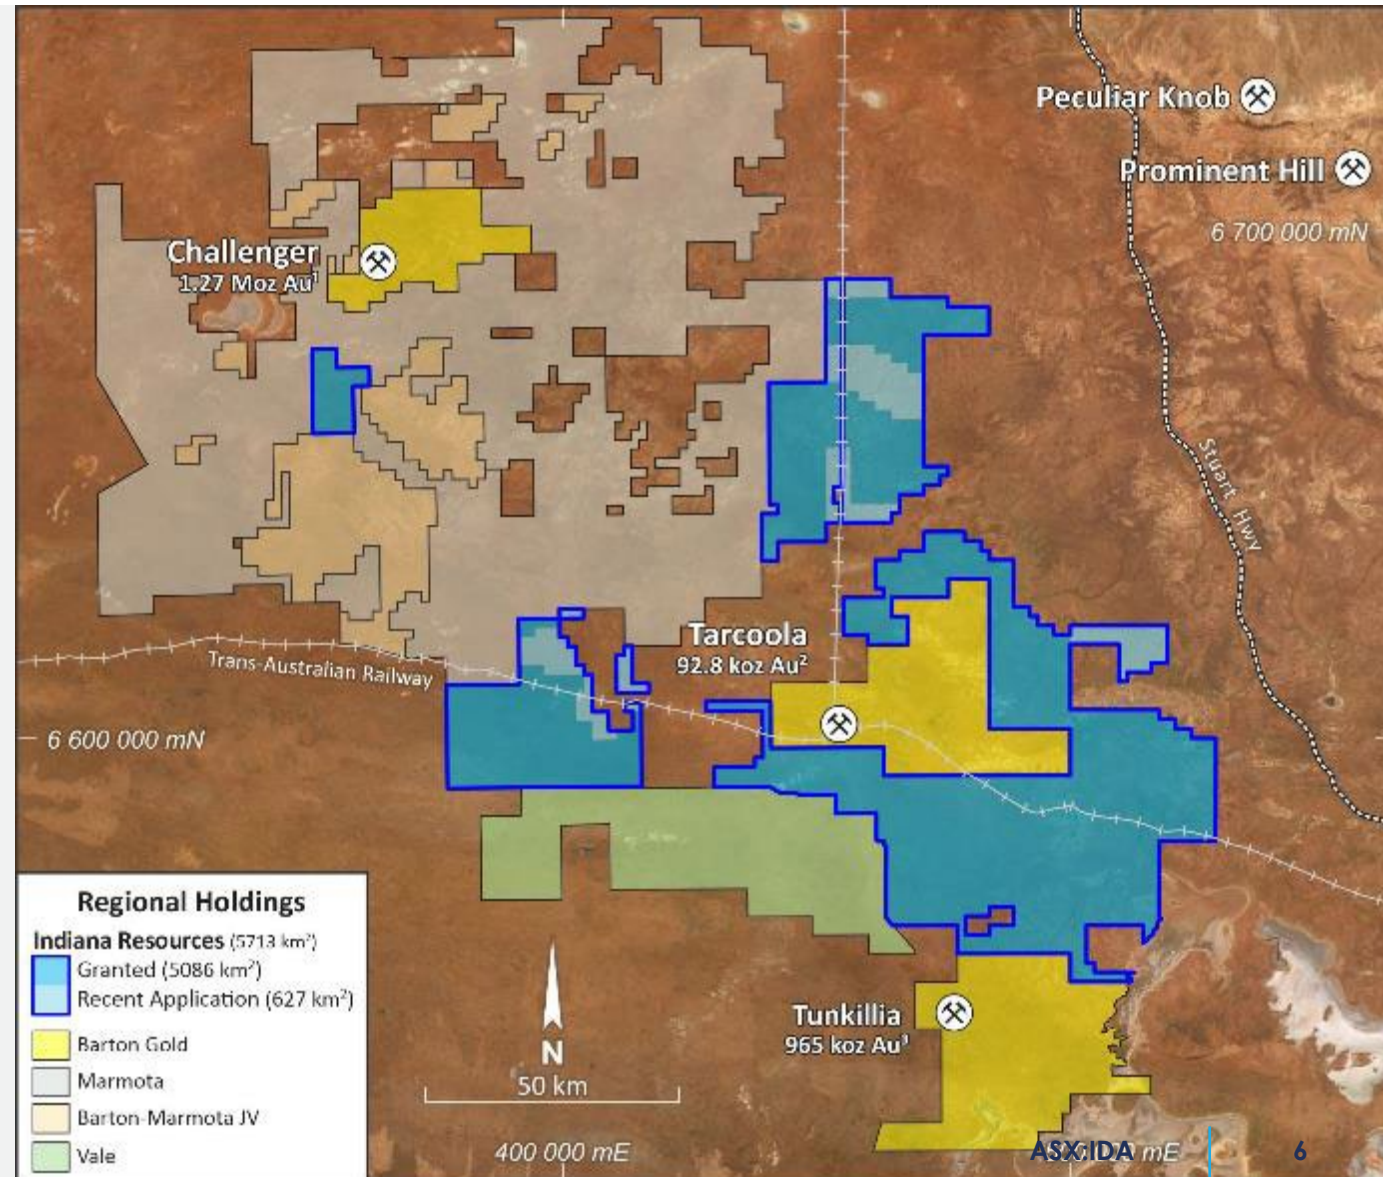 Peculiar Knob
Prominent Hill
6 700 000 mN
Challenger
1.27 Moz Au¹
Stuart Hwy
Tarcoola
92.8 koz Au²
Trans-Australian Railway
6 600 000 mN
Regional Holdings
Indiana Resources (5713 km²)
Granted (5086 km²)
Recent Application (627 km²)
Barton Gold
Marmota
Barton-Marmota JV
Vale
N
50 km
Tunkillia
965 koz Au³
400 000 mE
mE
ASX:IDA
6